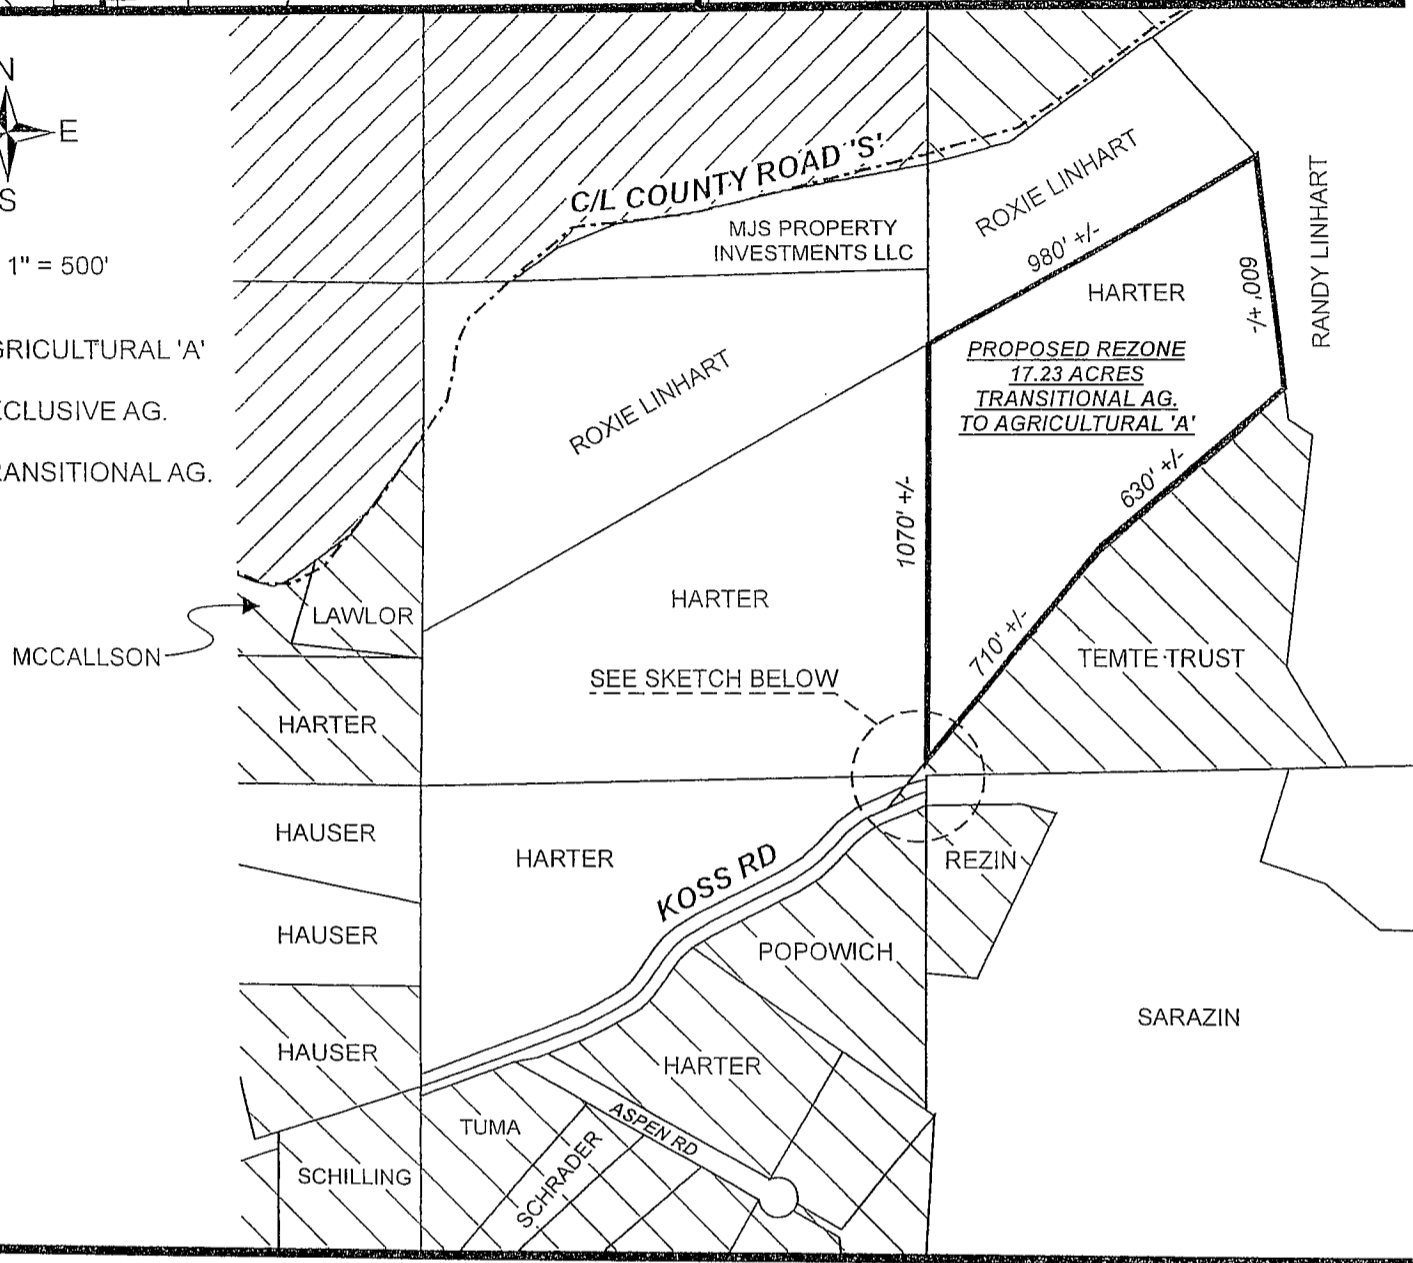 N
E
S
1" = 500'
GRICULTURAL 'A'
XCLUSIVE AG.
RANSITIONAL AG.
C/L COUNTY ROAD 'S'
MJS PROPERTY
INVESTMENTS LLC
ROXIE LINHART
980' +/-
HARTER
600' +/-
RANDY LINHART
PROPOSED REZONE
17.23 ACRES
TRANSITIONAL AG.
TO AGRICULTURAL 'A'
ROXIE LINHART
1070' +/-
630' +/-
710' +/-
HARTER
LAWLOR
MCCALLSON
SEE SKETCH BELOW
TEMTE TRUST
HARTER
HAUSER
HARTER
KOSS RD
REZIN
HAUSER
POPOWICH
SARAZIN
HAUSER
HARTER
TUMA
ASPEN RD
SCHRADER
SCHILLING